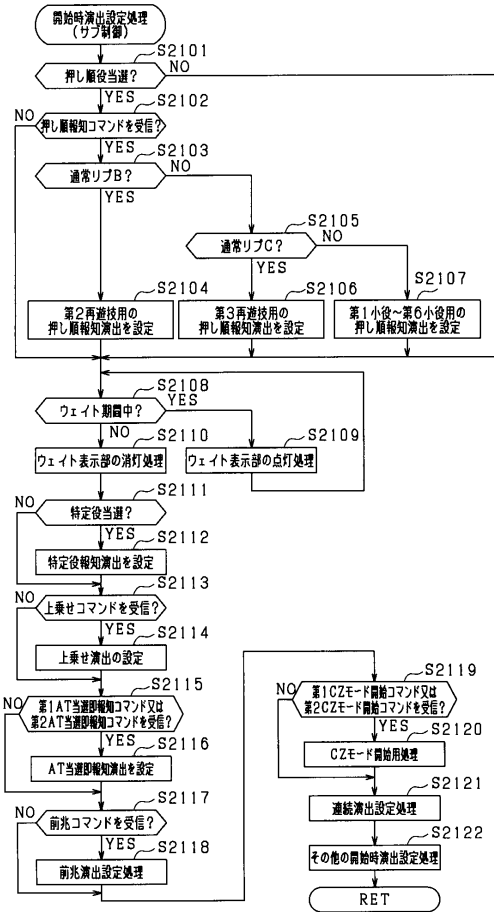 開始時演出設定処理
(サブ制御)
S2101
押し順役当選?
NO
YES
S2102
NO
押し順報知コマンドを受信?
YES
S2103
通常リプB?
NO
YES
S2105
通常リプC?
NO
YES
S2104
第2再遊技用の
押し順報知演出を設定
S2106
第3再遊技用の
押し順報知演出を設定
S2107
第1小役~第6小役用の
押し順報知演出を設定
S2108
ウェイト期間中?
YES
NO
S2110
ウェイト表示部の消灯処理
S2109
ウェイト表示部の点灯処理
S2111
NO
特定役当選?
YES
S2112
特定役報知演出を設定
S2113
NO
上乗せコマンドを受信?
YES
S2114
上乗せ演出の設定
S2115
NO
第1AT当選即報知コマンド又は
第2AT当選即報知コマンドを受信?
YES
S2116
AT当選即報知演出を設定
S2117
NO
前兆コマンドを受信?
YES
S2118
前兆演出設定処理
S2119
NO
第1CZモード開始コマンド又は
第2CZモード開始コマンドを受信?
YES
S2120
CZモード開始用処理
S2121
連続演出設定処理
S2122
その他の開始時演出設定処理
RET